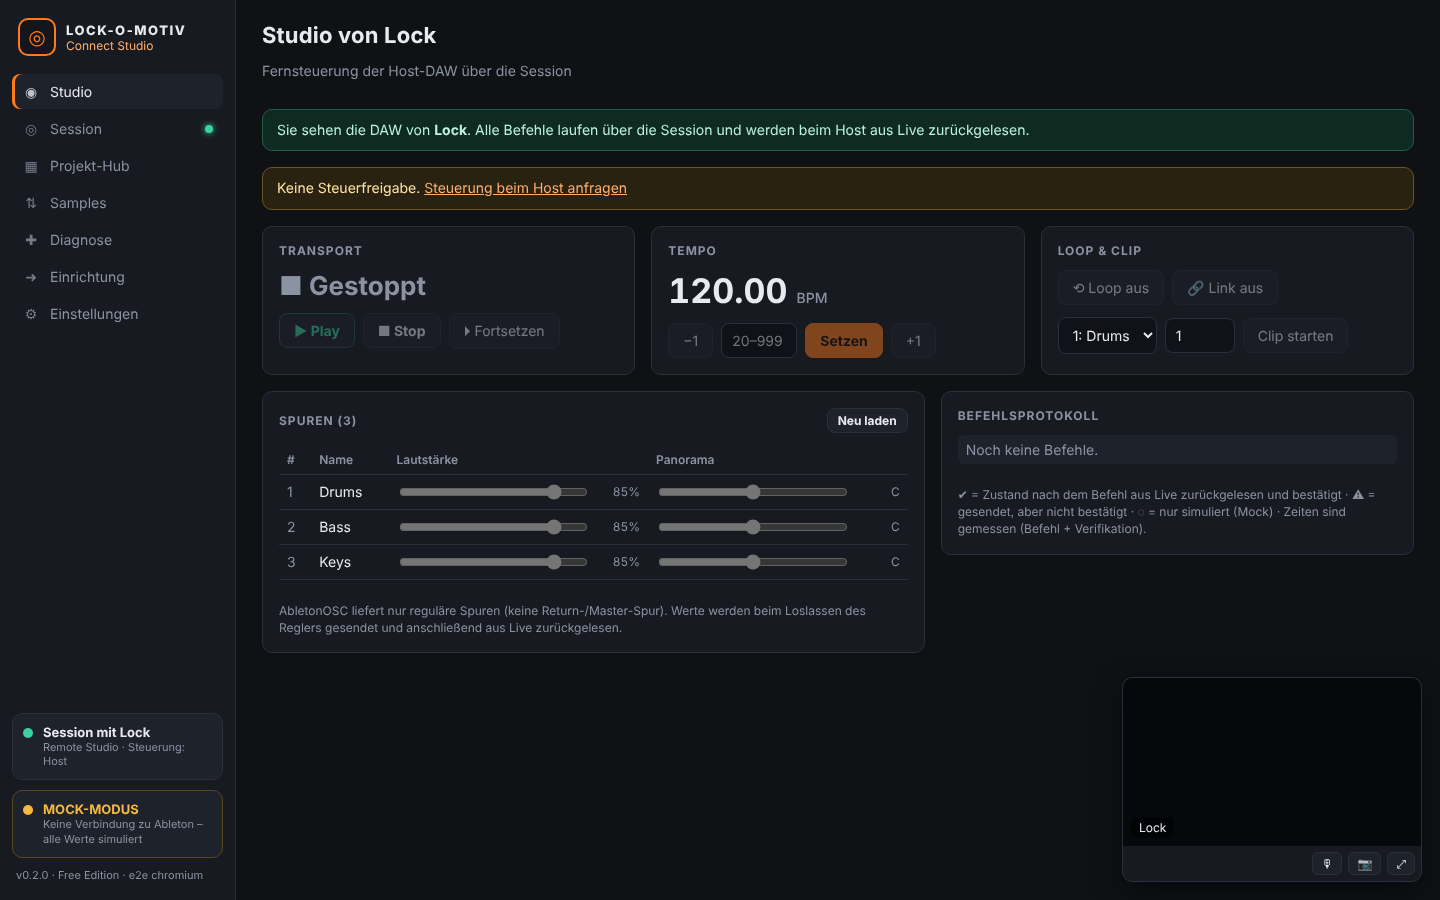 LOCK-O-MOTIV
Connect Studio
Studio
Session
Projekt-Hub
Samples
Diagnose
Einrichtung
Einstellungen
Session mit Lock
Remote Studio · Steuerung:
Host
MOCK-MODUS
Keine Verbindung zu Ableton –
alle Werte simuliert
v0.2.0 · Free Edition · e2e chromium
Studio von Lock
Fernsteuerung der Host-DAW über die Session
Sie sehen die DAW von Lock. Alle Befehle laufen über die Session und werden beim Host aus Live zurückgelesen.
Keine Steuerfreigabe. Steuerung beim Host anfragen
TRANSPORT
■ Gestoppt
▶ Play ■ Stop ⏵ Fortsetzen
TEMPO
120.00 BPM
−1 20–999 Setzen +1
LOOP & CLIP
⟲ Loop aus 🔗 Link aus
1: Drums 1 Clip starten
SPUREN (3) Neu laden
# Name Lautstärke Panorama
1 Drums 85% C
2 Bass 85% C
3 Keys 85% C
AbletonOSC liefert nur reguläre Spuren (keine Return-/Master-Spur). Werte werden beim Loslassen des
Reglers gesendet und anschließend aus Live zurückgelesen.
BEFEHLSPROTOKOLL
Noch keine Befehle.
✔ = Zustand nach dem Befehl aus Live zurückgelesen und bestätigt · ⚠ =
gesendet, aber nicht bestätigt · ○ = nur simuliert (Mock) · Zeiten sind
gemessen (Befehl + Verifikation).
Lock